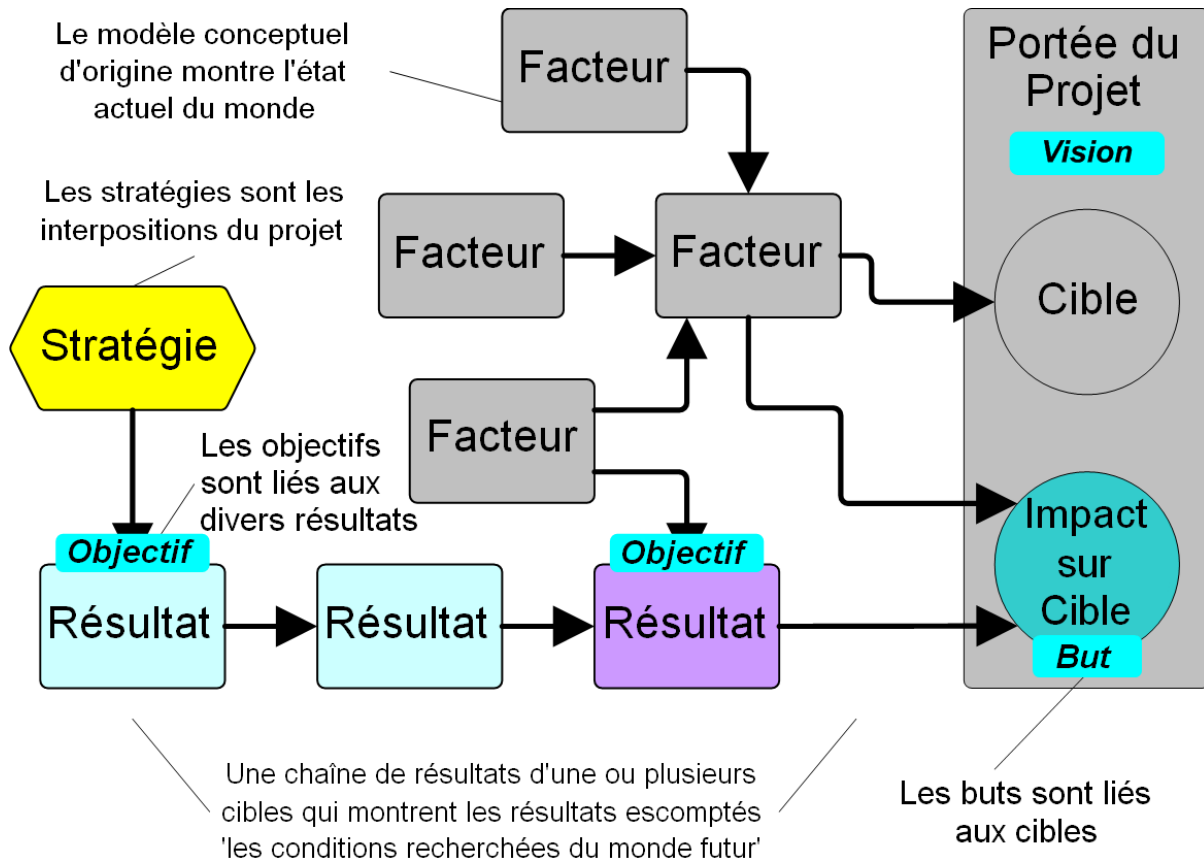 Le modèle conceptuel
d'origine montre l'état
actuel du monde
Facteur
Portée du
Projet
Vision
Les stratégies sont les
interpositions du projet
Facteur
Facteur
Cible
Stratégie
Facteur
Les objectifs
sont liés aux
divers résultats
Objectif
Résultat
Résultat
Objectif
Résultat
Impact
sur
Cible
But
Une chaîne de résultats d'une ou plusieurs
cibles qui montrent les résultats escomptés
'les conditions recherchées du monde futur'
Les buts sont liés
aux cibles